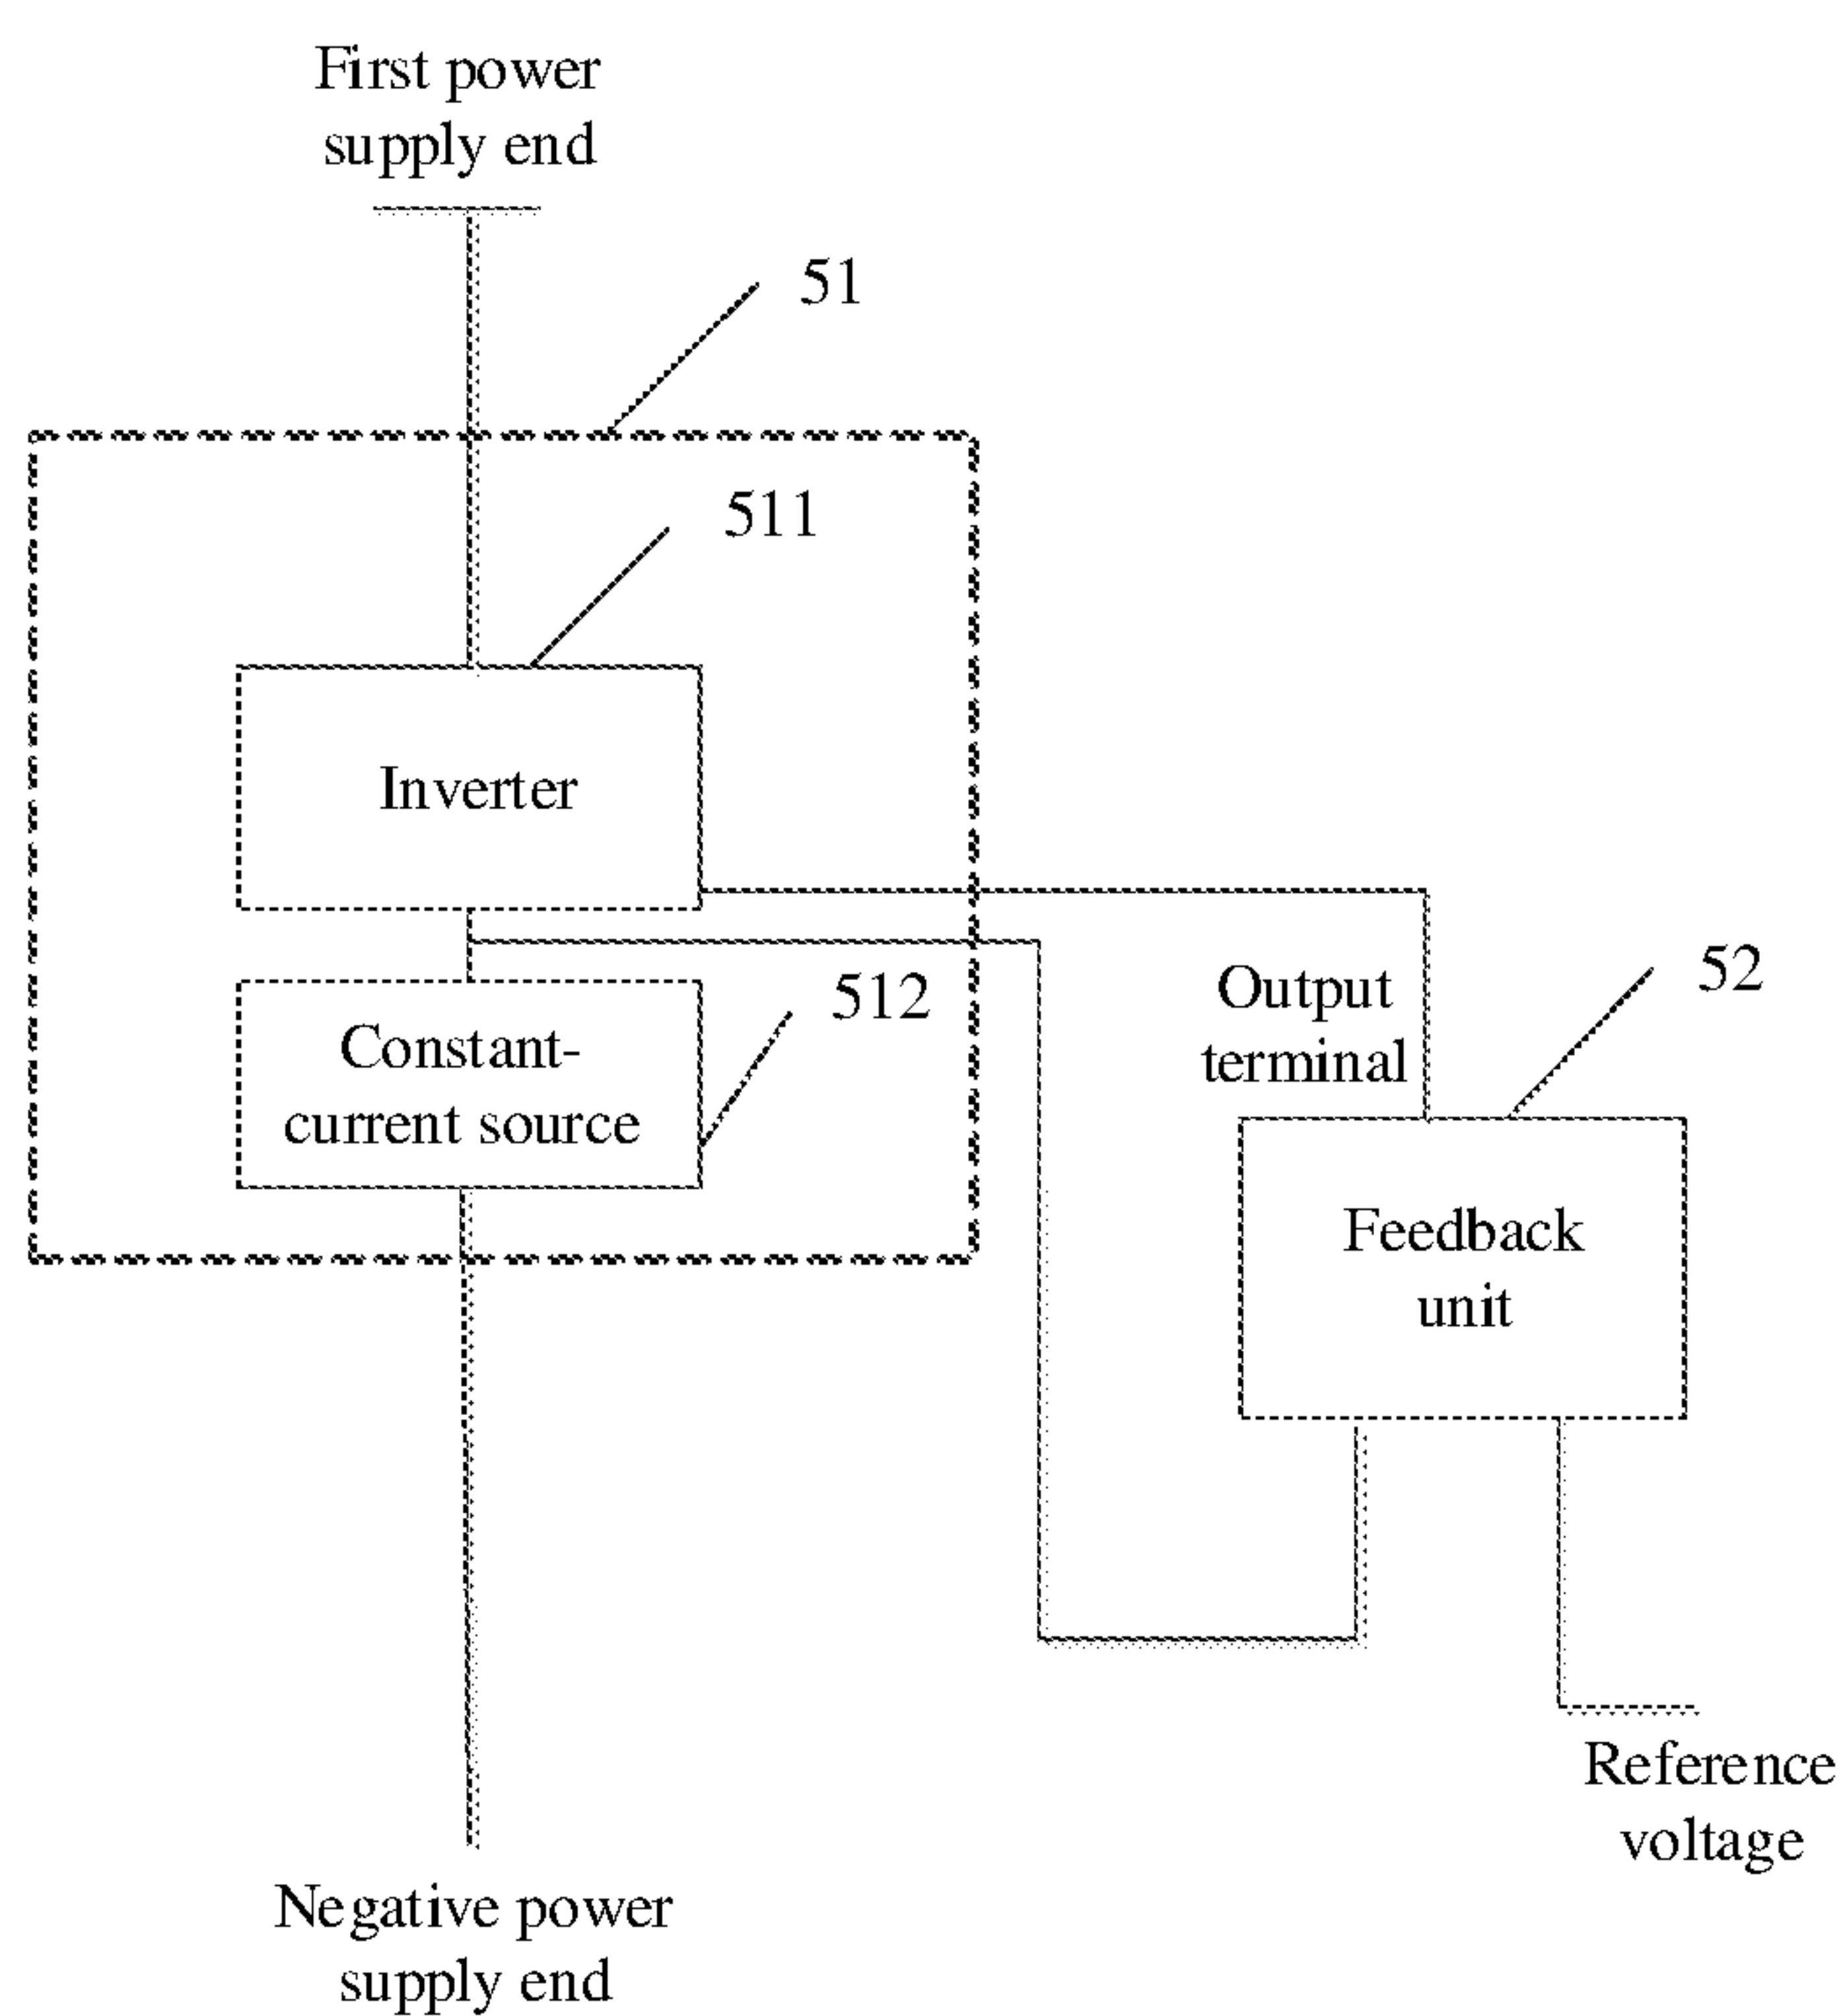 First power
supply end
51
511
Inverter
512
Constant-
current source
Output
terminal
52
Feedback
unit
Reference
voltage
Negative power
supply end